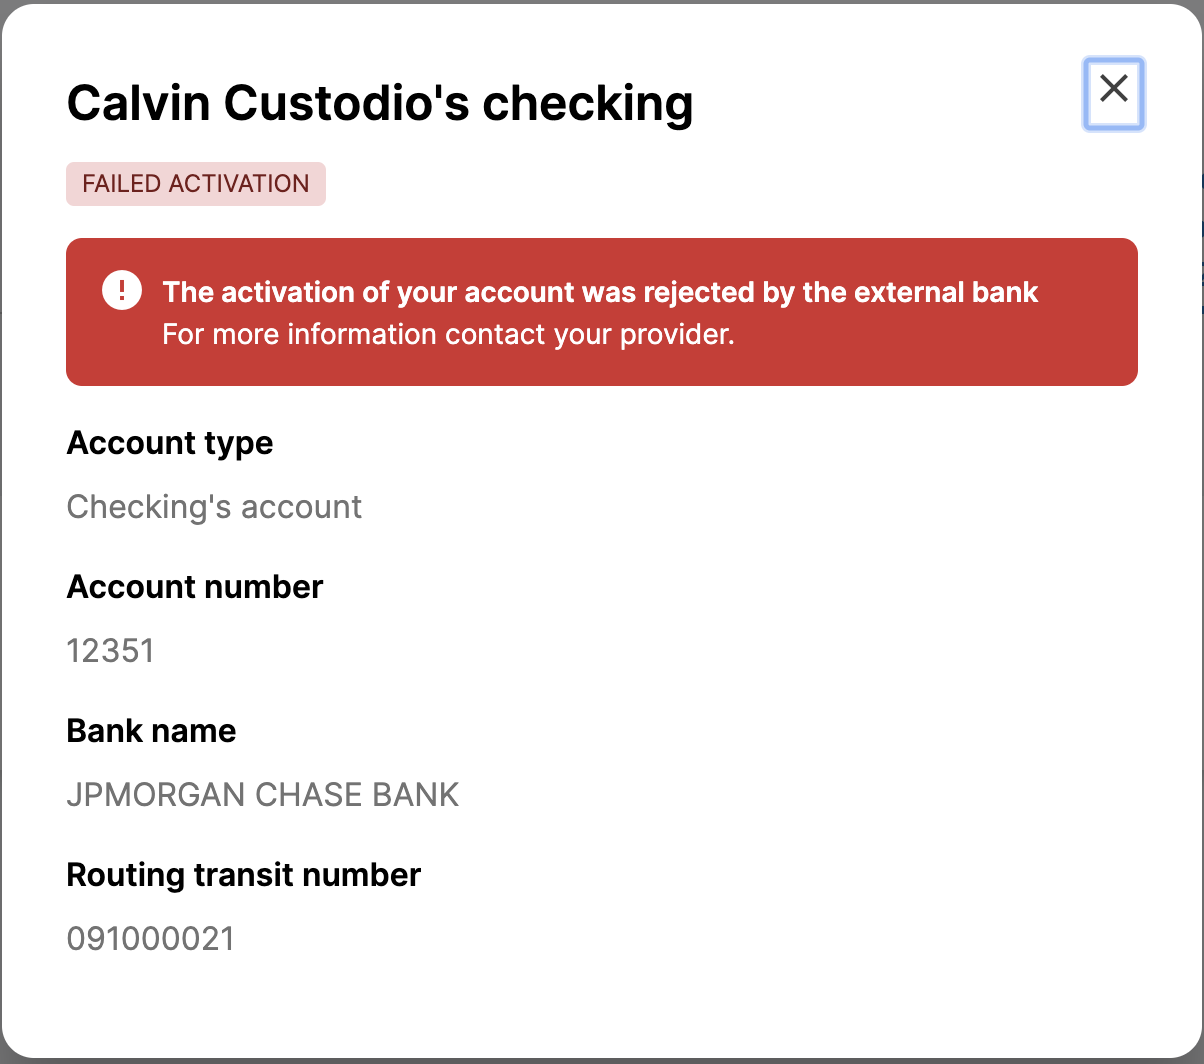 Calvin Custodio's checking
FAILED ACTIVATION
The activation of your account was rejected by the external bank
For more information contact your provider.
Account type
Checking's account
Account number
12351
Bank name
JPMORGAN CHASE BANK
Routing transit number
091000021